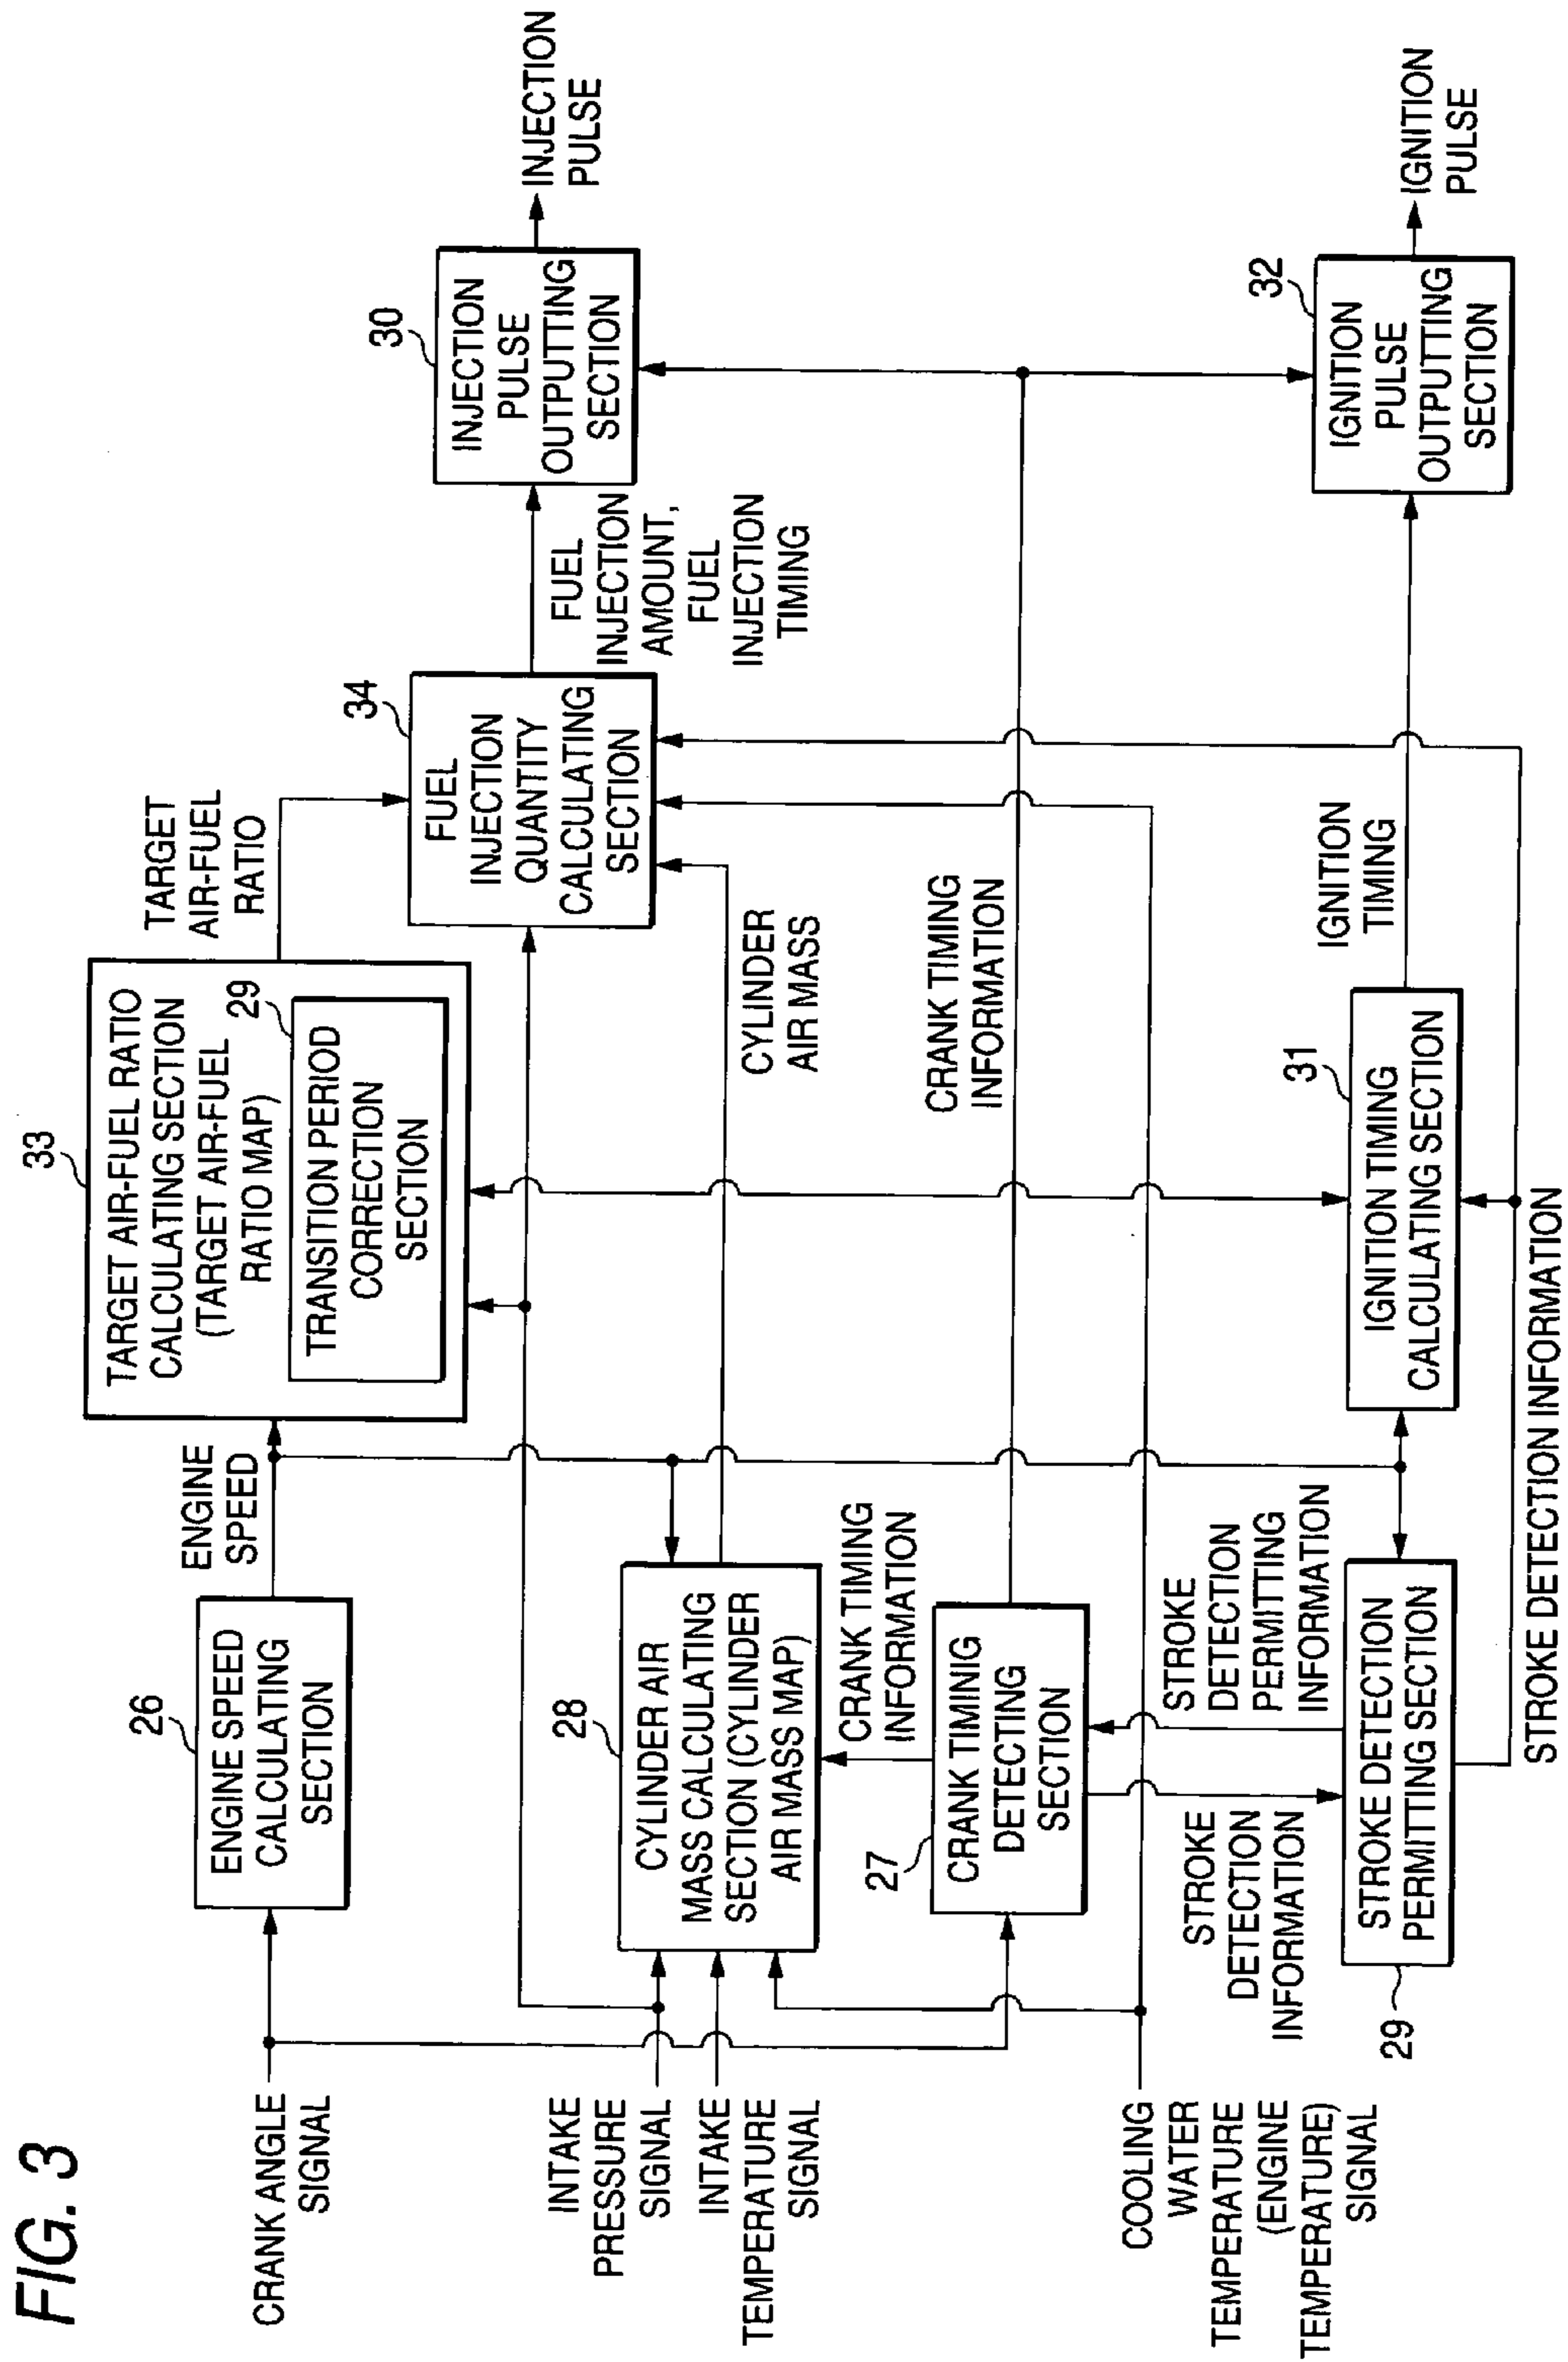 FIG. 3
CRANK ANGLE
SIGNAL
INTAKE
PRESSURE
SIGNAL
INTAKE
TEMPERATURE
SIGNAL
COOLING
WATER
TEMPERATURE
(ENGINE
TEMPERATURE)
SIGNAL
26
ENGINE SPEED
CALCULATING
SECTION
ENGINE
SPEED
28
CYLINDER AIR
MASS CALCULATING
SECTION (CYLINDER
AIR MASS MAP)
CRANK TIMING
INFORMATION
27
CRANK TIMINIG
DETECTING
SECTION
STROKE
DETECTION
INFORMATION
STROKE
DETECTION
PERMITTING
INFORMATION
29
STROKE DETECTION
PERMITTING SECTION
STROKE DETECTION INFORMATION
33
TARGET AIR-FUEL RATIO
CALCULATING SECTION
(TARGET AIR-FUEL
RATIO MAP)
29
TRANSITION PERIOD
CORRECTION
SECTION
TARGET
AIR-FUEL
RATIO
CYLINDER
AIR MASS
CRANK TIMING
INFORMATION
31
IGNITION TIMING
CALCULATING SECTION
IGNITION
TIMING
34
FUEL
INJECTION
QUANTITY
CALCULATING
SECTION
FUEL
INJECTION
AMOUNT,
FUEL
INJECTION
TIMING
30
INJECTION
PULSE
OUTPUTTING
SECTION
INJECTION
PULSE
32
IGNITION
PULSE
OUTPUTTING
SECTION
IGNITION
PULSE